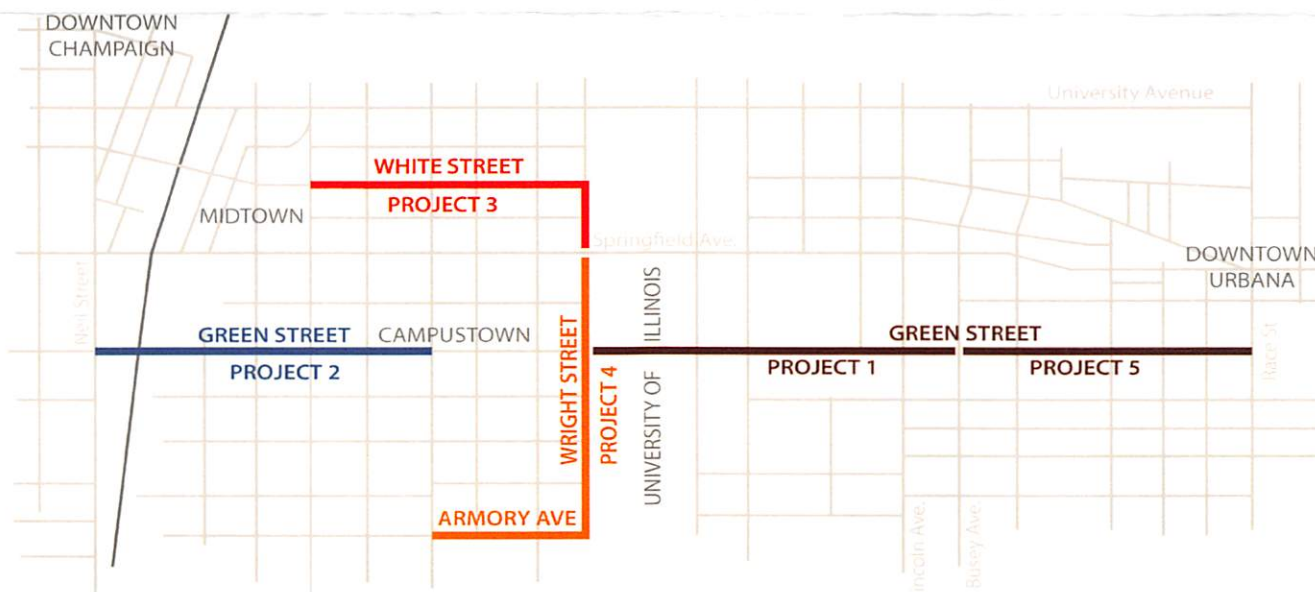 DOWNTOWN
CHAMPAIGN
University Avenue
WHITE STREET
PROJECT 3
MIDTOWN
Springfield Ave.
DOWNTOWN
URBANA
Neil Street
GREEN STREET
CAMPUSTOWN
PROJECT 2
WRIGHT STREET
PROJECT 4
UNIVERSITY OF ILLINOIS
GREEN STREET
PROJECT 1
PROJECT 5
Race St
ARMORY AVE
incoln Ave.
Busey Ave.